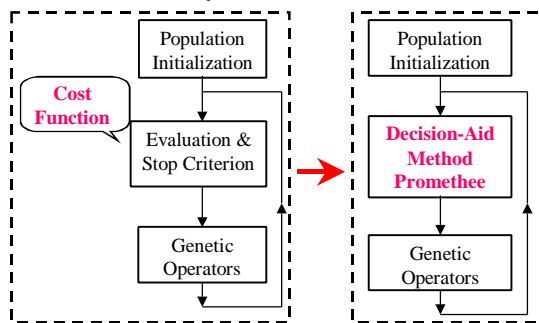 Population
Initialization
Cost
Function
Evaluation &
Stop Criterion
Genetic
Operators
Population
Initialization
Decision-Aid
Method
Promethee
Genetic
Operators